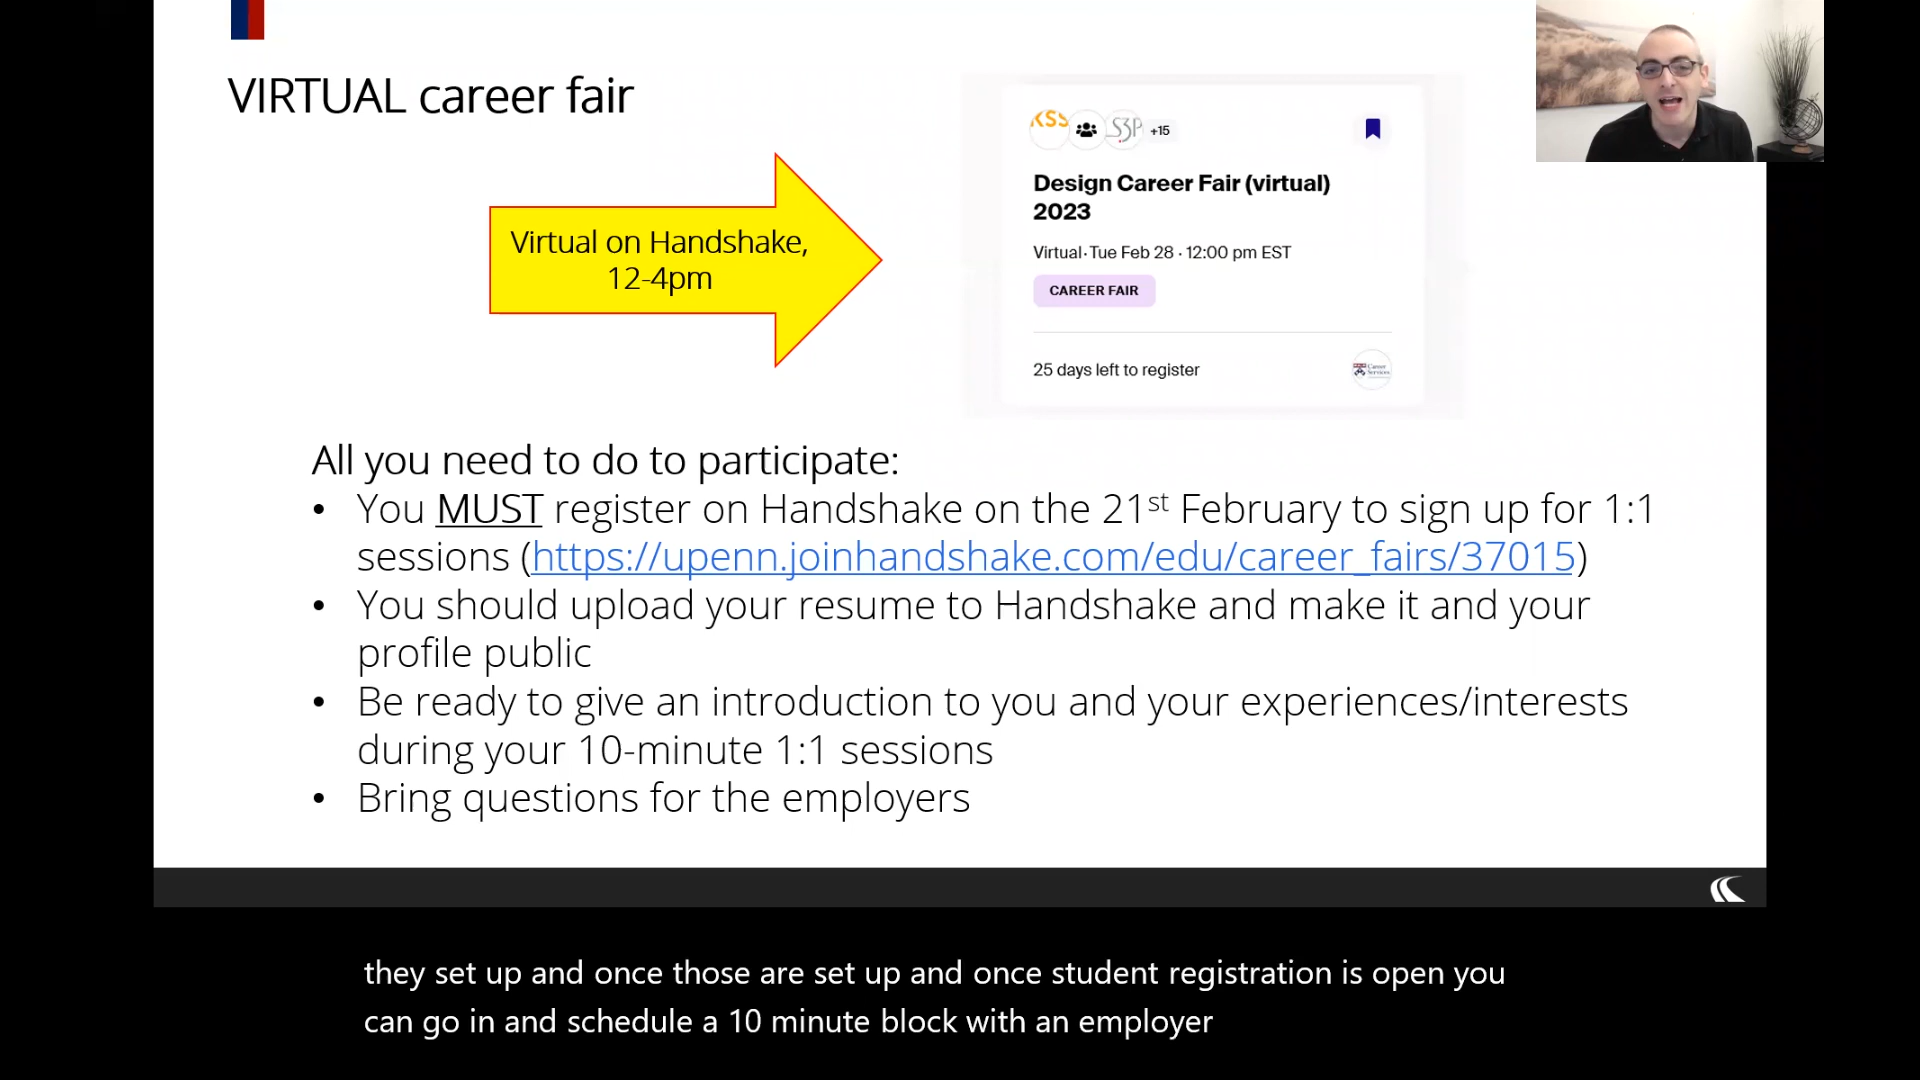 VIRTUAL career fair
Virtual on Handshake,
12-4pm
KSS
S3P
+15
Design Career Fair (virtual)
2023
Virtual · Tue Feb 28 · 12:00 pm EST
CAREER FAIR
25 days left to register
Career
Services
All you need to do to participate:
• You MUST register on Handshake on the 21st February to sign up for 1:1
sessions (https://upenn.joinhandshake.com/edu/career_fairs/37015)
• You should upload your resume to Handshake and make it and your
profile public
• Be ready to give an introduction to you and your experiences/interests
during your 10-minute 1:1 sessions
• Bring questions for the employers
they set up and once those are set up and once student registration is open you
can go in and schedule a 10 minute block with an employer